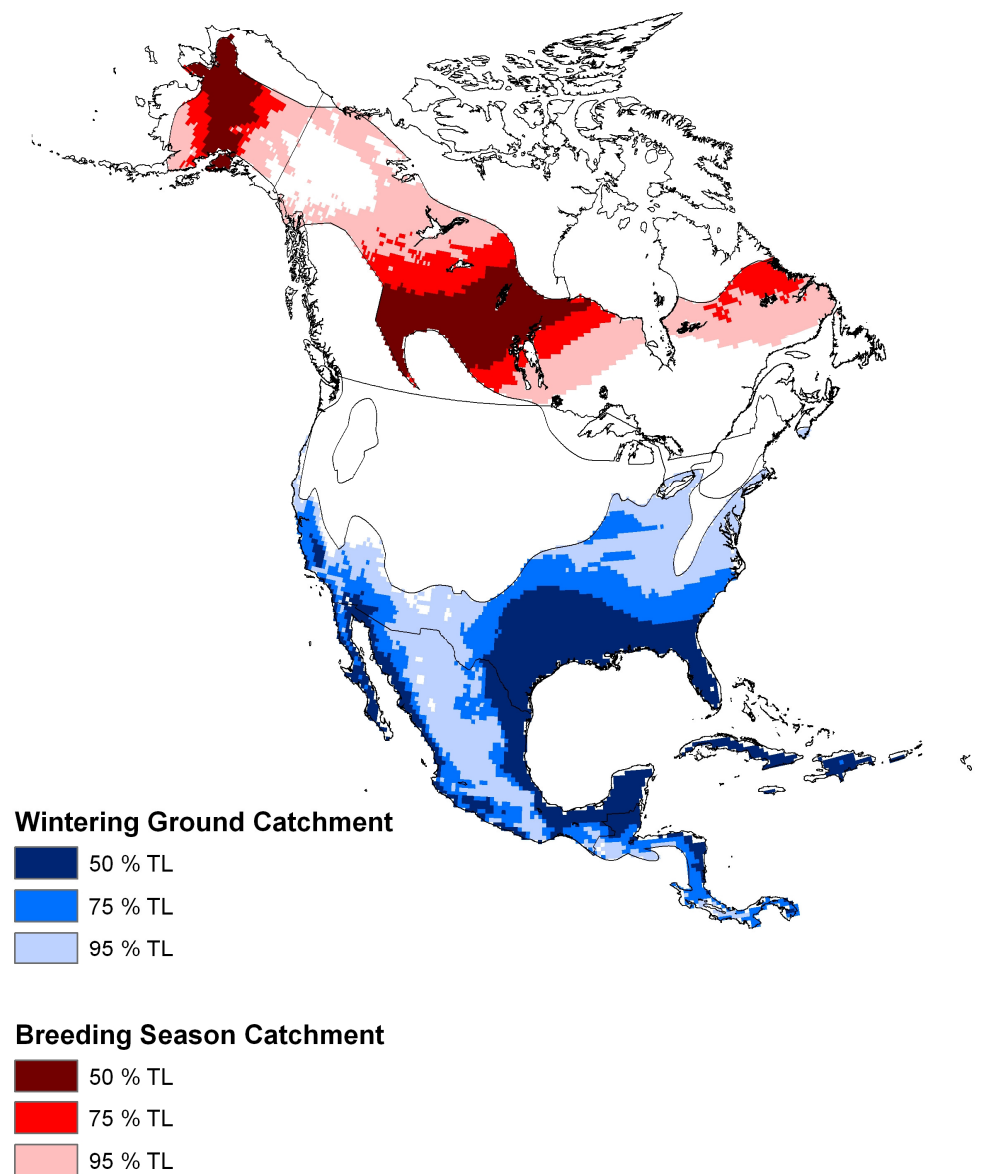 Wintering Ground Catchment
50 % TL
75 % TL
95 % TL
Breeding Season Catchment
50 % TL
75 % TL
95 % TL